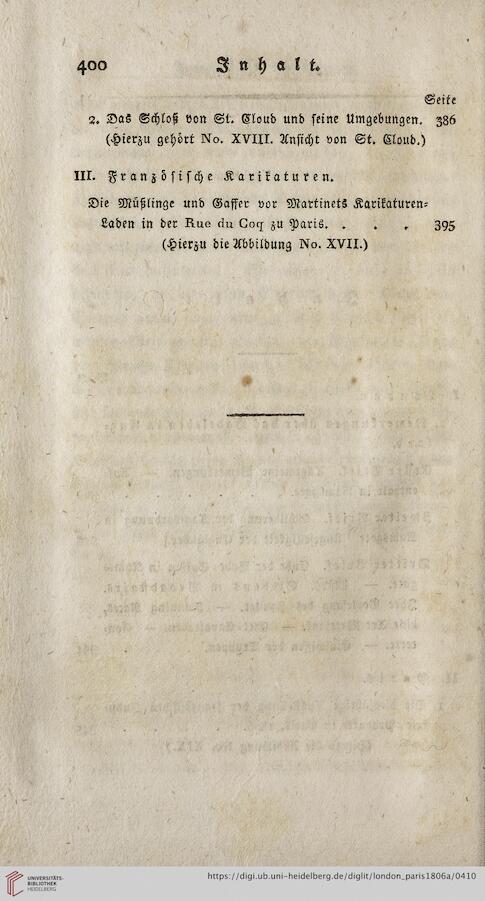 400 Inhalt.
Seite
2. Das Schloß von St. Cloud und seine Umgebungen. 386
(Hierzu gehört No. XVIII. Ansicht von St. Cloud.)
III. Französische Karikaturen.
Die Müßlinge und Gaffer vor Martinets Karikaturen=
Laden in der Rue du Coq zu Paris. . . . 395
(Hierzu die Abbildung No. XVII.)
UNIVERSITÄTS-
BIBLIOTHEK
HEIDELBERG
https://digi.ub.uni-heidelberg.de/diglit/london_paris1806a/0410